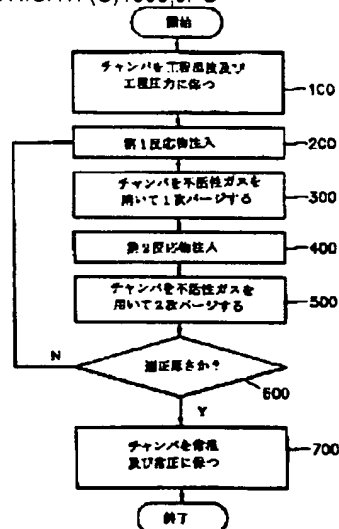 開始
チャンバを工程温度及び
工程圧力に保つ
100
第1反応物注入
200
チャンバを不活性ガスを
用いて1次パージする
300
第2反応物注入
400
チャンバを不活性ガスを
用いて2次パージする
500
適正厚さか?
N
600
Y
チャンバを常温
及び常圧に保つ
700
終了